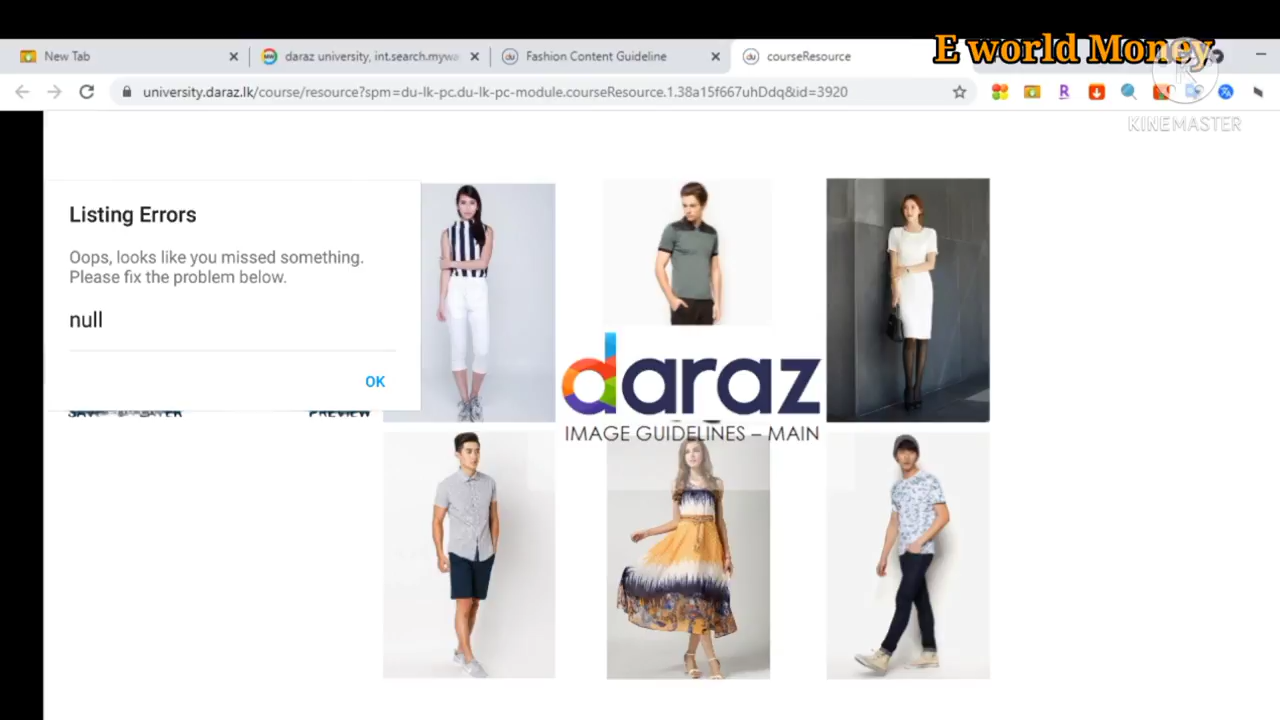 E world Money
New Tab
daraz university, int.search.mywa
Fashion Content Guideline
courseResource
university.daraz.lk/course/resource?spm=du-lk-pc.du-lk-pc-module.courseResource.1.38a15f667uhDdq&id=3920
KINEMASTER
Listing Errors
Oops, looks like you missed something.
Please fix the problem below.
null
OK
PREVIEW
daraz
IMAGE GUIDELINES – MAIN